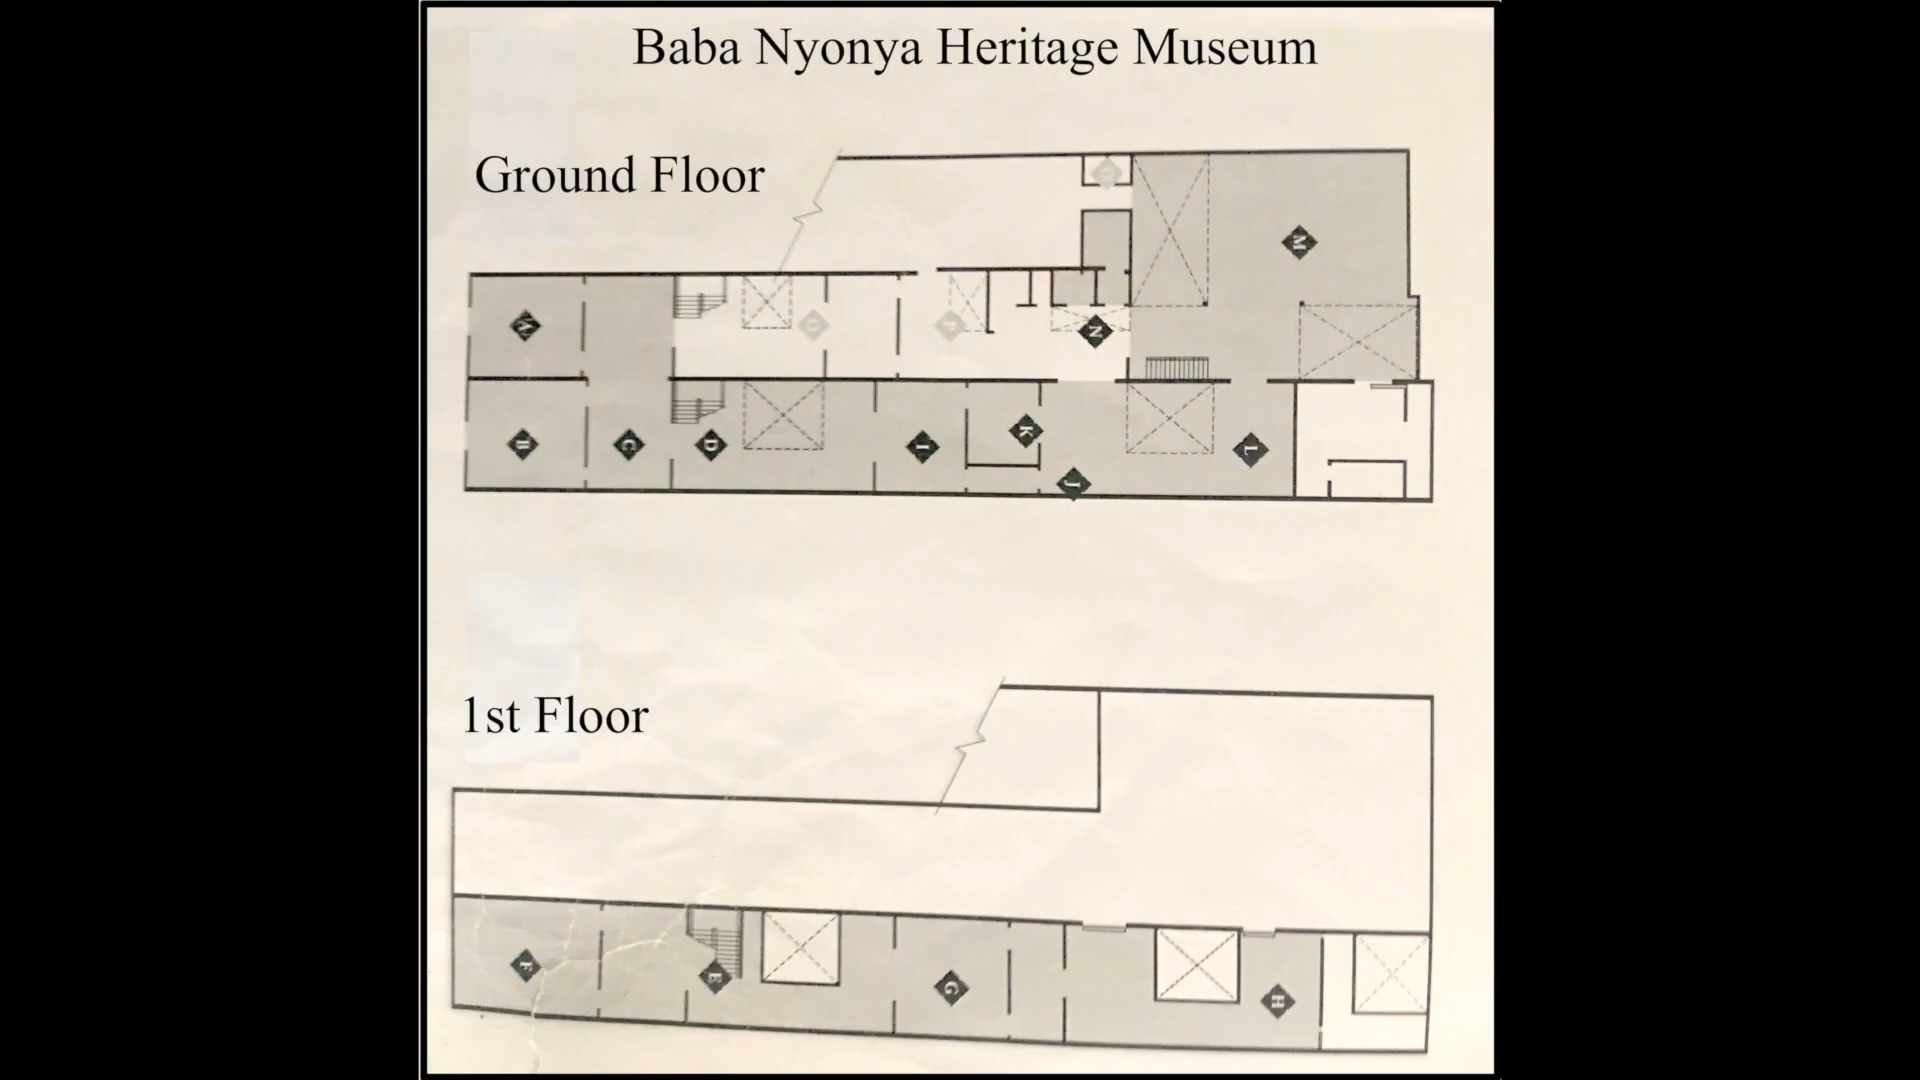 Baba Nyonya Heritage Museum
Ground Floor
M
A
N
B
C
D
I
K
L
J
1st Floor
F
E
G
H